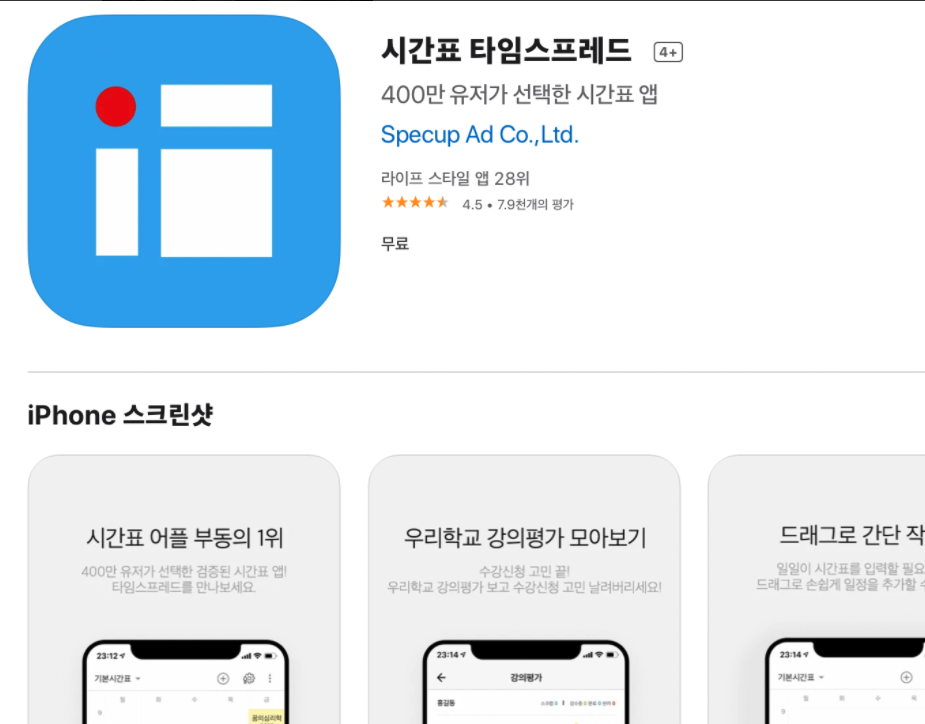 시간표 타임스프레드 4+
400만 유저가 선택한 시간표 앱
Specup Ad Co.,Ltd.
라이프 스타일 앱 28위
4.5 • 7.9천개의 평가
무료
iPhone 스크린샷
시간표 어플 부동의 1위
400만 유저가 선택한 검증된 시간표 앱!
타임스프레드를 만나보세요.
23:12
기본시간표
월 화 수 목 금
9
꿈의심리학
우리학교 강의평가 모아보기
수강신청 고민 끝!
우리학교 강의평가 보고 수강신청 고민 날려버리세요!
23:14
강의평가
홍길동
드래그로 간단 작
일일이 시간표를 입력할 필요
드래그로 손쉽게 일정을 추가할 수
23:14
기본시간표
월 화 수 목
9